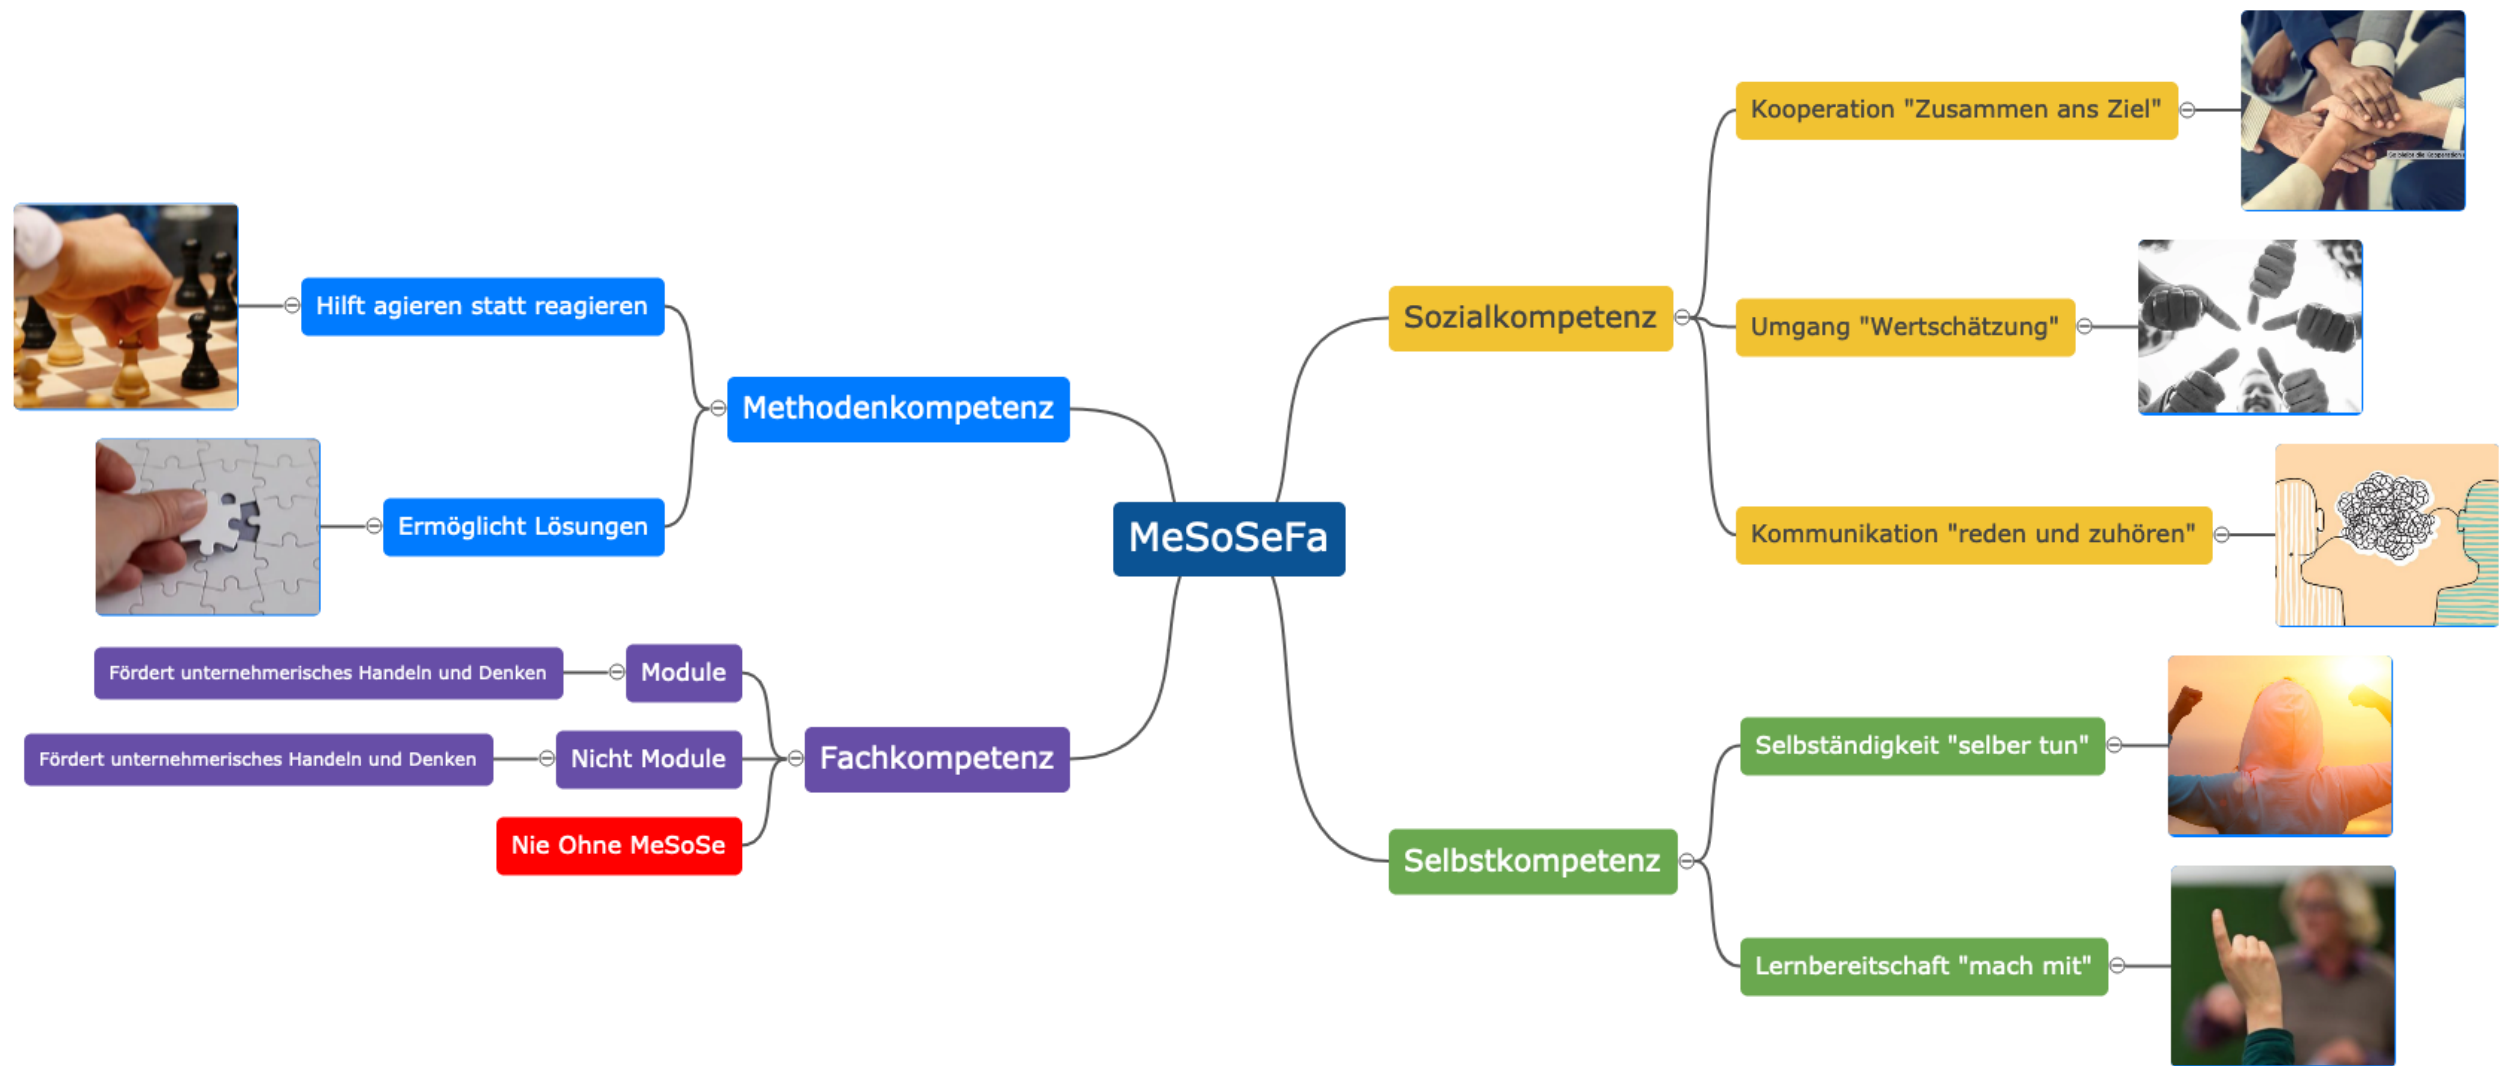 MeSoSeFa
Methodenkompetenz
Hilft agieren statt reagieren
Ermöglicht Lösungen
Fachkompetenz
Module
Fördert unternehmerisches Handeln und Denken
Nicht Module
Fördert unternehmerisches Handeln und Denken
Nie Ohne MeSoSe
Sozialkompetenz
Kooperation "Zusammen ans Ziel"
Umgang "Wertschätzung"
Kommunikation "reden und zuhören"
Selbstkompetenz
Selbständigkeit "selber tun"
Lernbereitschaft "mach mit"